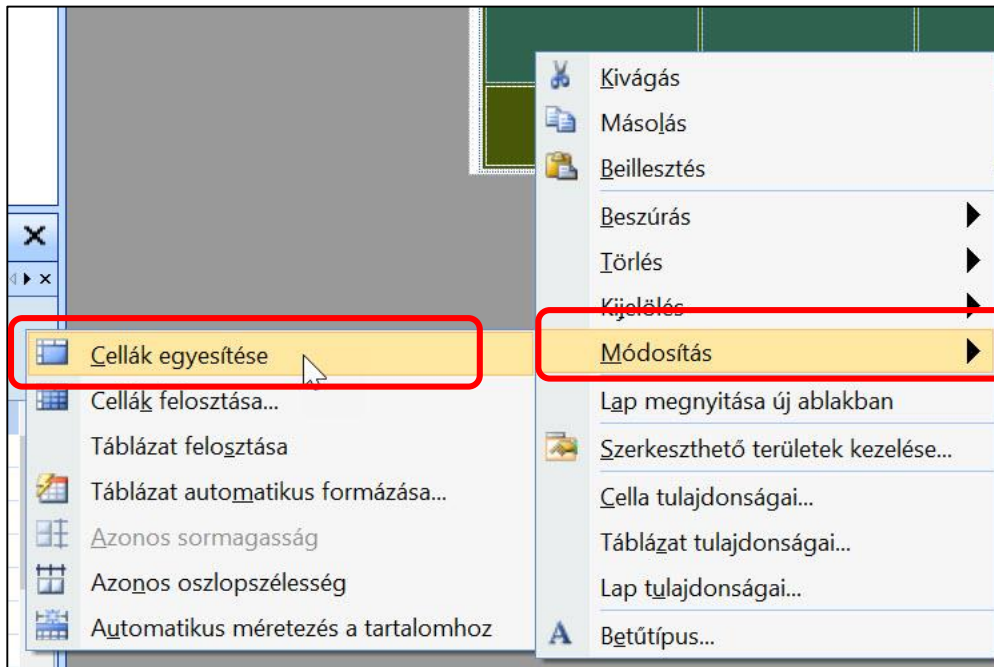 Kivágás
Másolás
Beillesztés
Beszúrás
Törlés
Kijelölés
Módosítás
Lap megnyitása új ablakban
Szerkeszthető területek kezelése...
Cella tulajdonságai...
Táblázat tulajdonságai...
Lap tulajdonságai...
Betűtípus...
Cellák egyesítése
Cellák felosztása...
Táblázat felosztása
Táblázat automatikus formázása...
Azonos sormagasság
Azonos oszlopszélesség
Automatikus méretezés a tartalomhoz